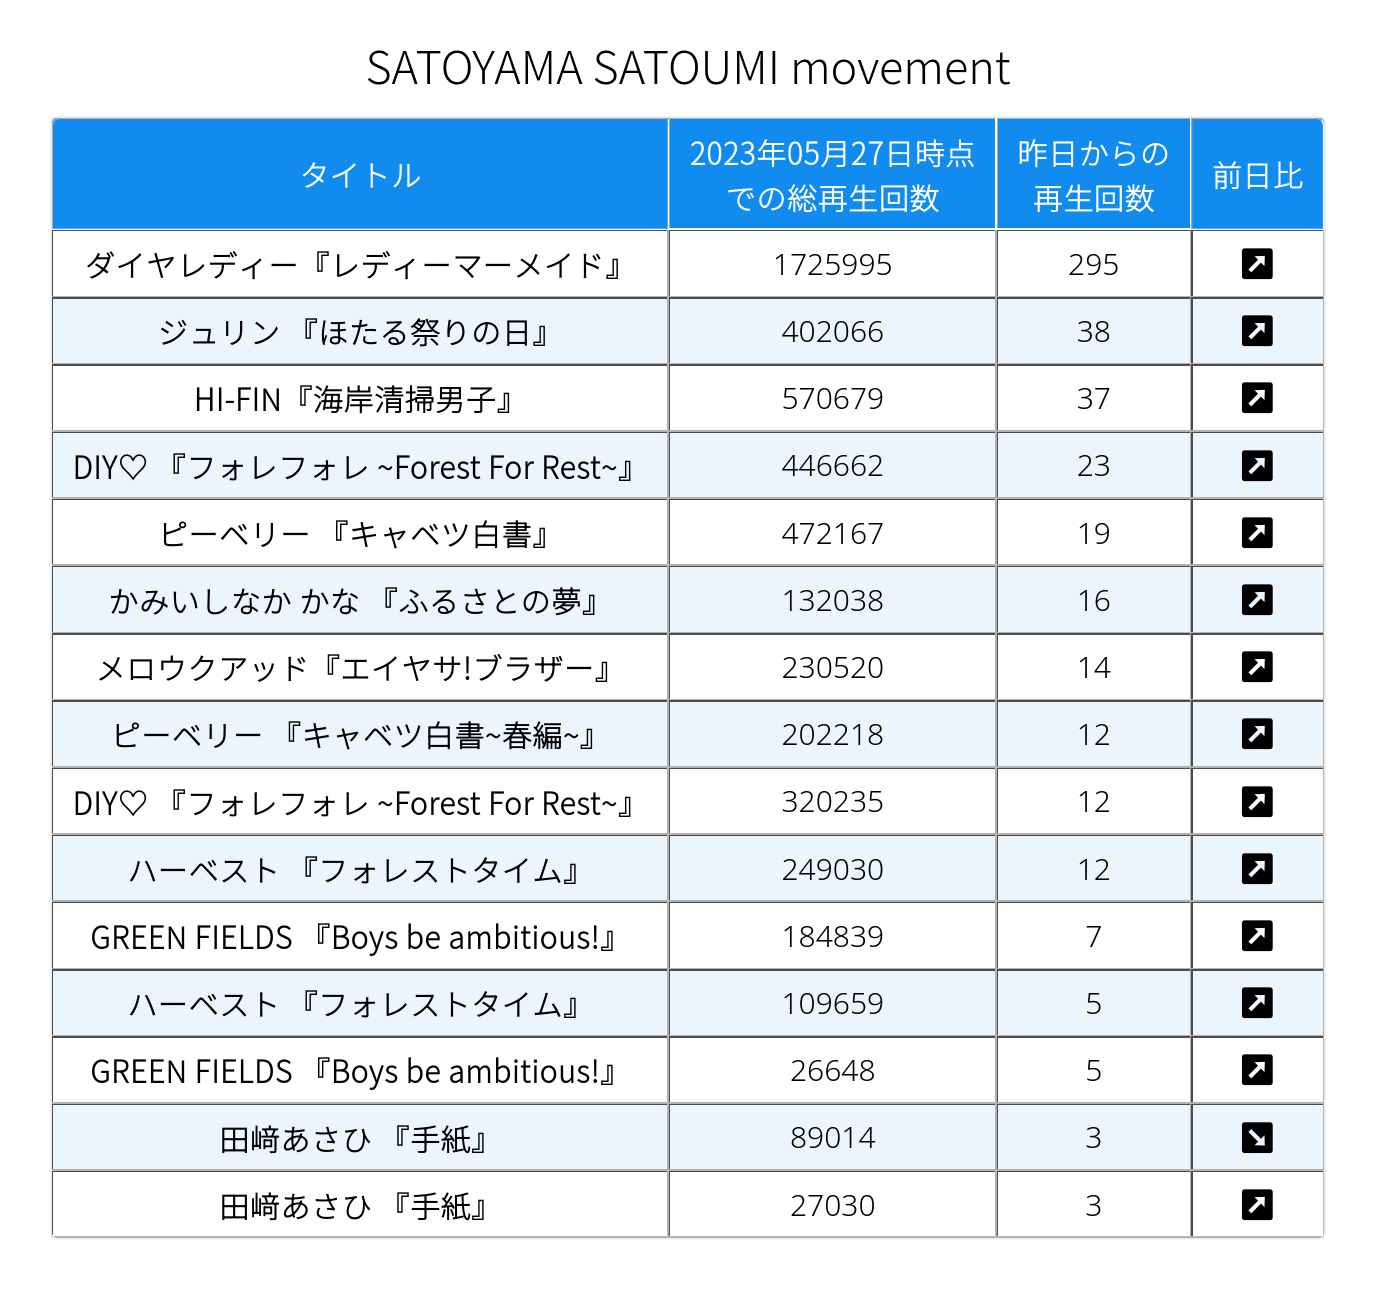 SATOYAMA SATOUMI movement
タイトル 2023年05月27日時点での総再生回数 昨日からの再生回数 前日比
ダイヤレディー『レディーマーメイド』 1725995 295
ジュリン 『ほたる祭りの日』 402066 38
HI-FIN『海岸清掃男子』 570679 37
DIY♡ 『フォレフォレ ~Forest For Rest~』 446662 23
ピーベリー 『キャベツ白書』 472167 19
かみいしなか かな 『ふるさとの夢』 132038 16
メロウクアッド『エイヤサ!ブラザー』 230520 14
ピーベリー 『キャベツ白書~春編~』 202218 12
DIY♡ 『フォレフォレ ~Forest For Rest~』 320235 12
ハーベスト 『フォレストタイム』 249030 12
GREEN FIELDS 『Boys be ambitious!』 184839 7
ハーベスト 『フォレストタイム』 109659 5
GREEN FIELDS 『Boys be ambitious!』 26648 5
田﨑あさひ 『手紙』 89014 3
田﨑あさひ 『手紙』 27030 3